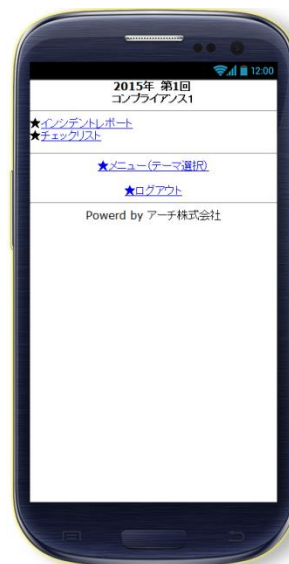 12:00
2015年 第1回
コンプライアンス1
★インシデントレポート
★チェックリスト
★メニュー(テーマ選択)
★ログアウト
Powerd by アーチ株式会社